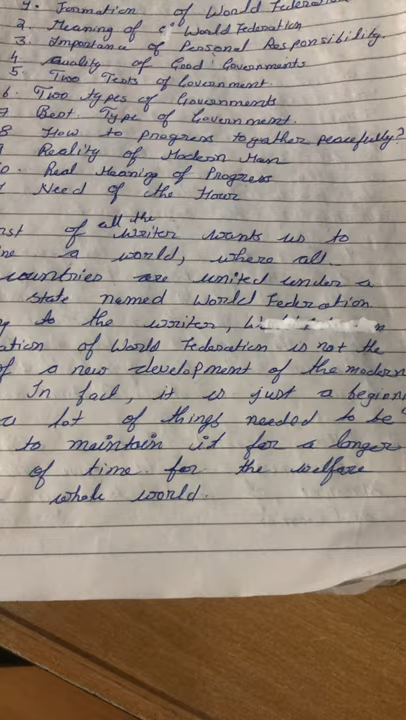 1. Formation of World Federation
2. Meaning of World Federation
3. Importance of Personal Responsibility.
4 Quality of Good Governments
5. Two Tests of Government
6. Two types of Governments
7 Best Type of Government.
8 How to progress togather peacefully?
Reality of Modern Man
0. Real Meaning of Progress
Need of the Hour
all the
of writer wants us to
a world, where all
countries are united under a
state named World Federation
to the writer,
ation of World Federation is not the
a new development of the modern
In fact, it is just a begin
a lot of things needed to be
to maintain it for a longer
of time for the welfare
whole world.